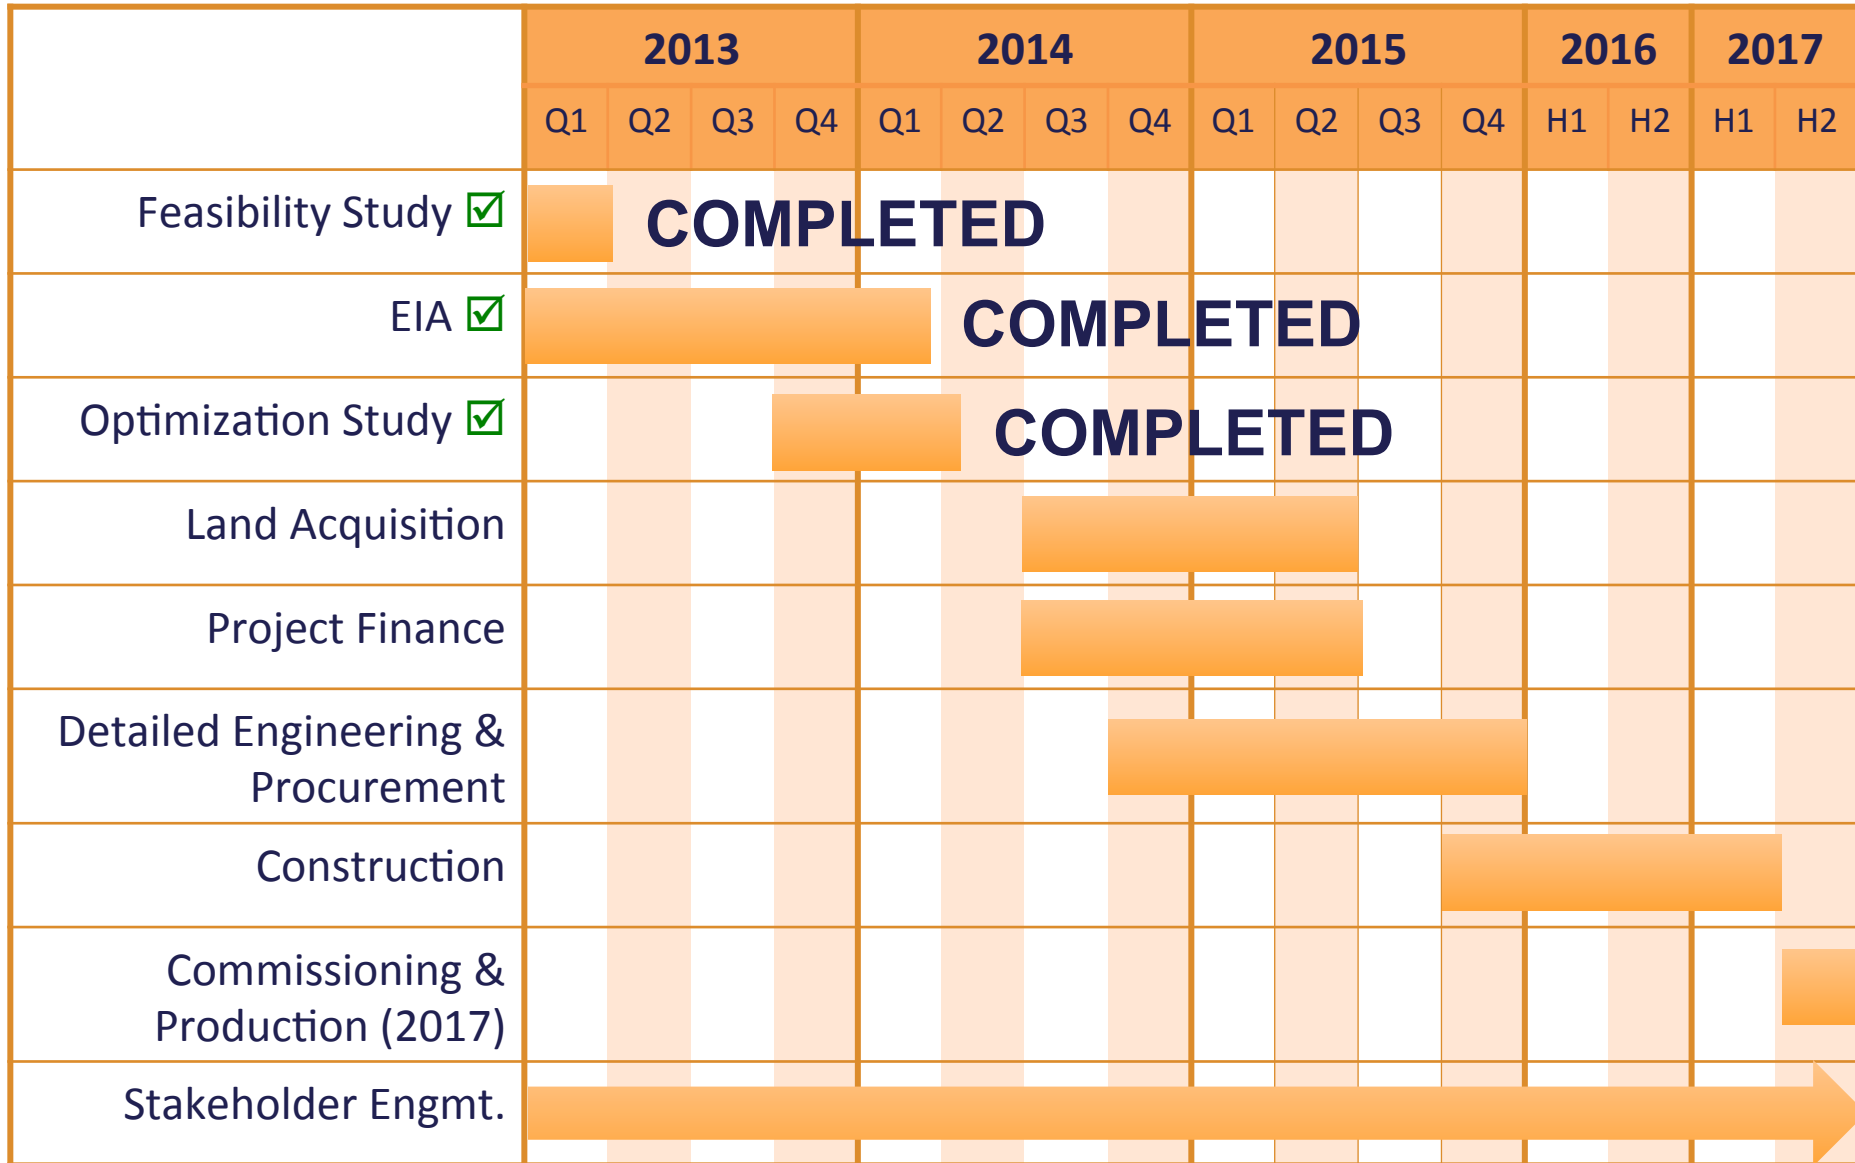 2013 2014 2015 2016 2017
Q1 Q2 Q3 Q4 Q1 Q2 Q3 Q4 Q1 Q2 Q3 Q4 H1 H2 H1 H2
Feasibility Study ☑ COMPLETED
EIA ☑ COMPLETED
Optimization Study ☑ COMPLETED
Land Acquisition
Project Finance
Detailed Engineering &
Procurement
Construction
Commissioning &
Production (2017)
Stakeholder Engmt.